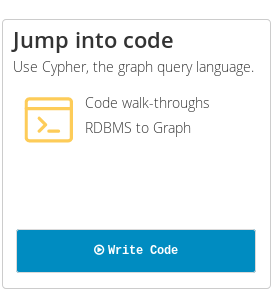 Jump into code
Use Cypher, the graph query language.
Code walk-throughs
RDBMS to Graph
Write Code